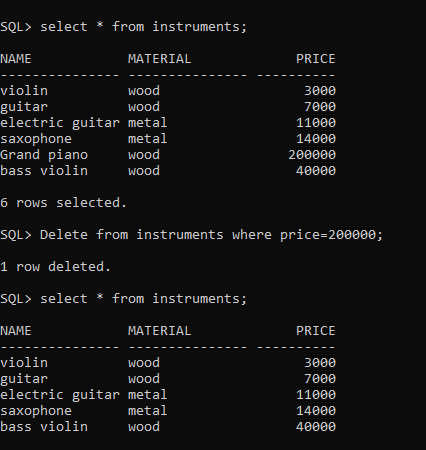 SQL> select * from instruments;
NAME            MATERIAL             PRICE
--------------- --------------- ----------
violin          wood                  3000
guitar          wood                  7000
electric guitar metal                11000
saxophone       metal                14000
Grand piano     wood                200000
bass violin     wood                 40000
6 rows selected.
SQL> Delete from instruments where price=200000;
1 row deleted.
SQL> select * from instruments;
NAME            MATERIAL             PRICE
--------------- --------------- ----------
violin          wood                  3000
guitar          wood                  7000
electric guitar metal                11000
saxophone       metal                14000
bass violin     wood                 40000